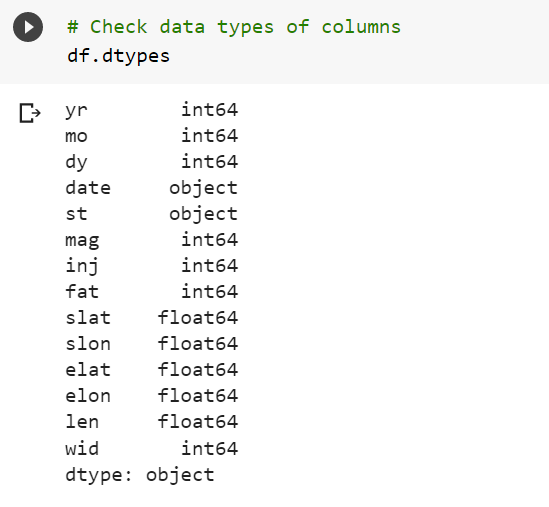 # Check data types of columns
df.dtypes
yr int64
mo int64
dy int64
date object
st object
mag int64
inj int64
fat int64
slat float64
slon float64
elat float64
elon float64
len float64
wid int64
dtype: object